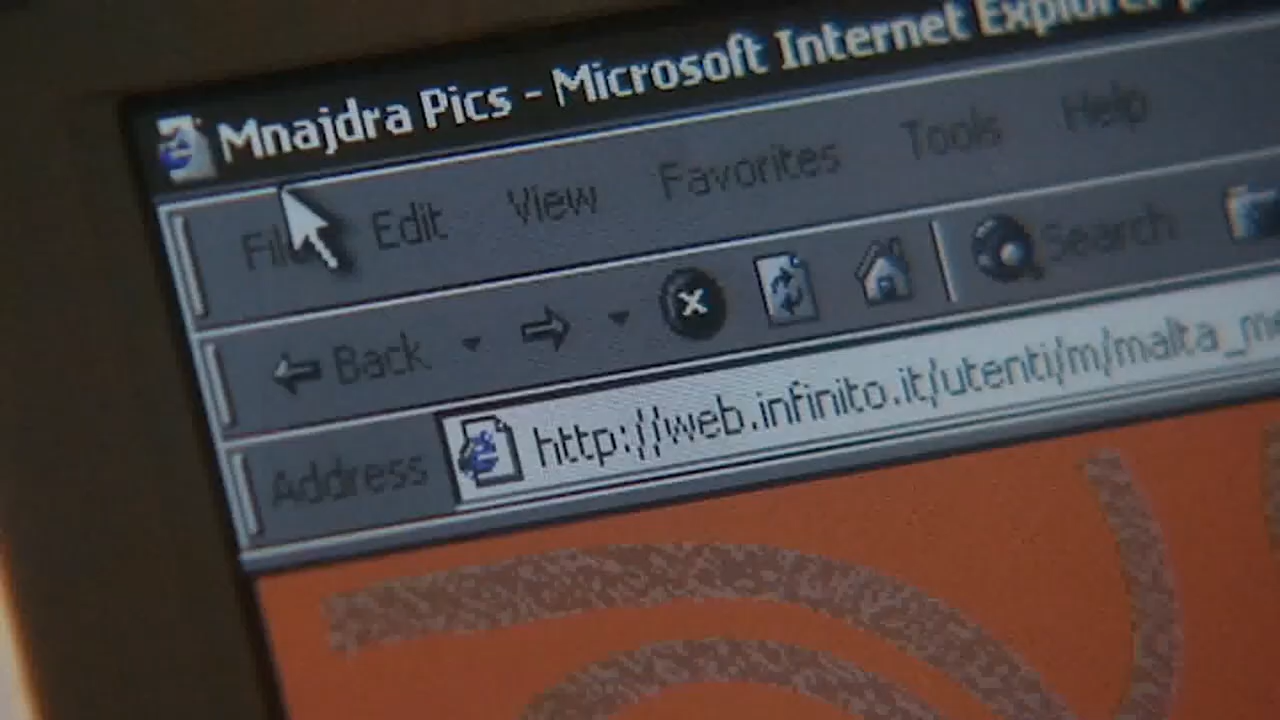 Mnajdra Pics - Microsoft Internet Explorer
File Edit View Favorites Tools Help
Back Search
Address http://web.infinito.it/utenti/m/malta_m